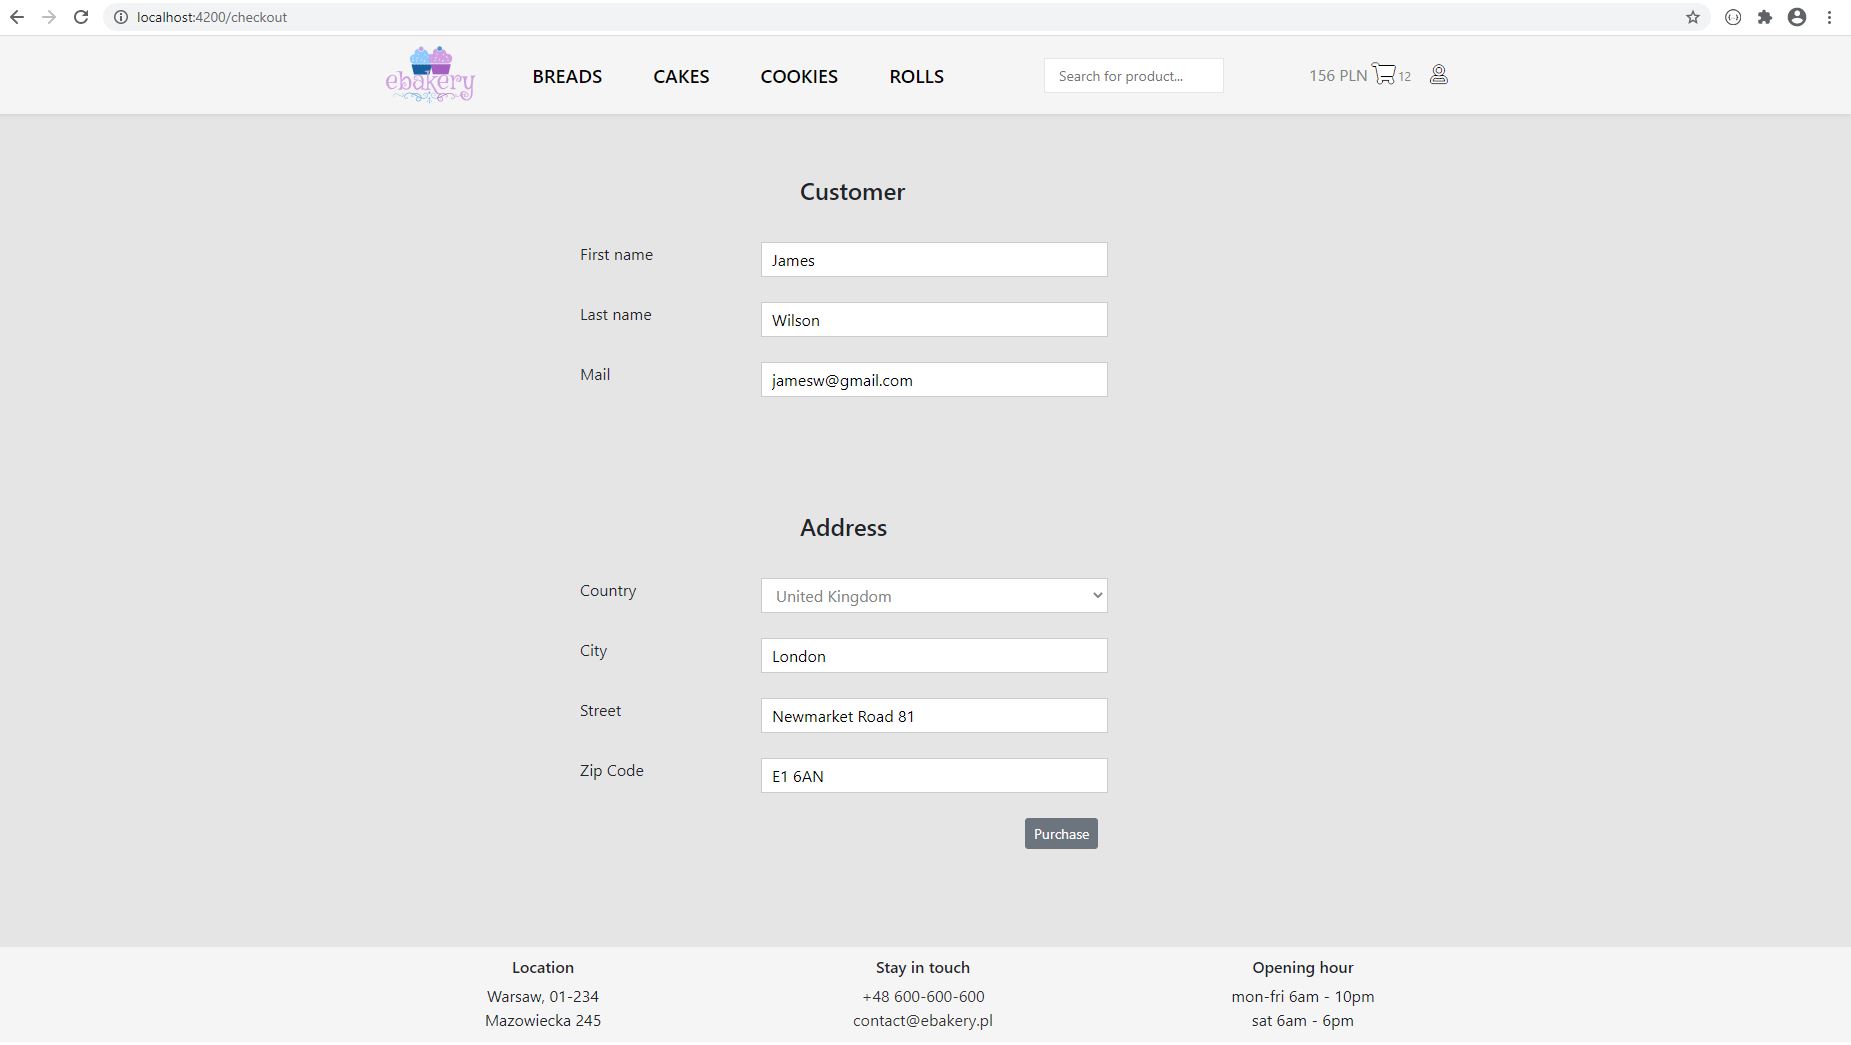 localhost:4200/checkout
ebakery
BREADS CAKES COOKIES ROLLS Search for product... 156 PLN 12
Customer
First name James
Last name Wilson
Mail jamesw@gmail.com
Address
Country United Kingdom
City London
Street Newmarket Road 81
Zip Code E1 6AN
Purchase
Location Stay in touch Opening hour
Warsaw, 01-234 +48 600-600-600 mon-fri 6am - 10pm
Mazowiecka 245 contact@ebakery.pl sat 6am - 6pm